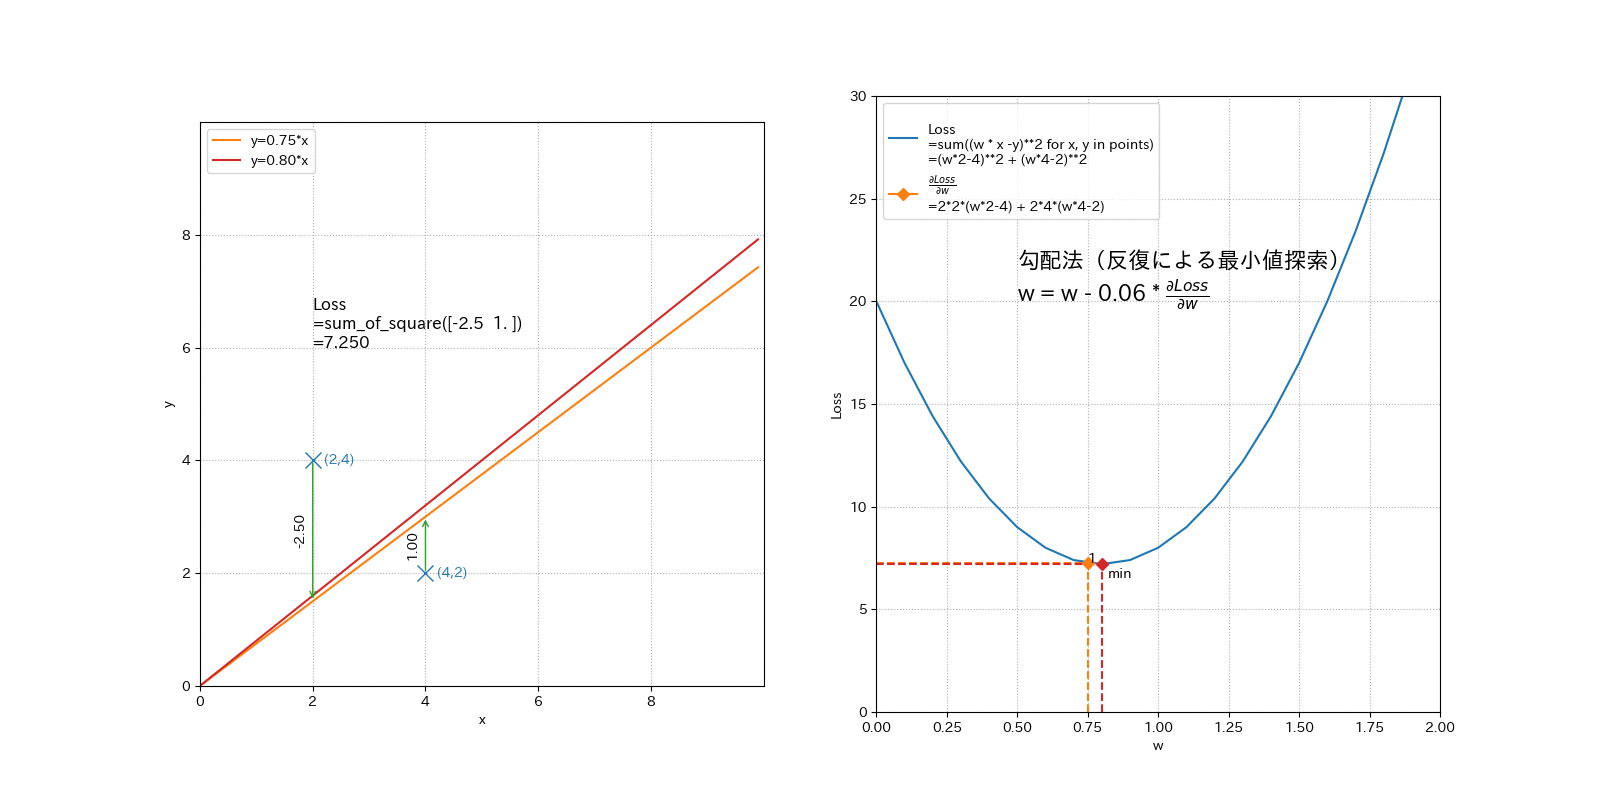 y=0.75*x
y=0.80*x
Loss
=sum_of_square([-2.5  1. ])
=7.250
(2,4)
-2.50
1.00
(4,2)
8
6
4
2
0
y
0 2 4 6 8
x
Loss
=sum((w * x -y)**2 for x, y in points)
=(w*2-4)**2 + (w*4-2)**2
∂Loss
∂w
=2*2*(w*2-4) + 2*4*(w*4-2)
勾配法（反復による最小値探索）
w = w - 0.06 * ∂Loss/∂w
1
min
30
25
20
15
10
5
0
Loss
0.00 0.25 0.50 0.75 1.00 1.25 1.50 1.75 2.00
w